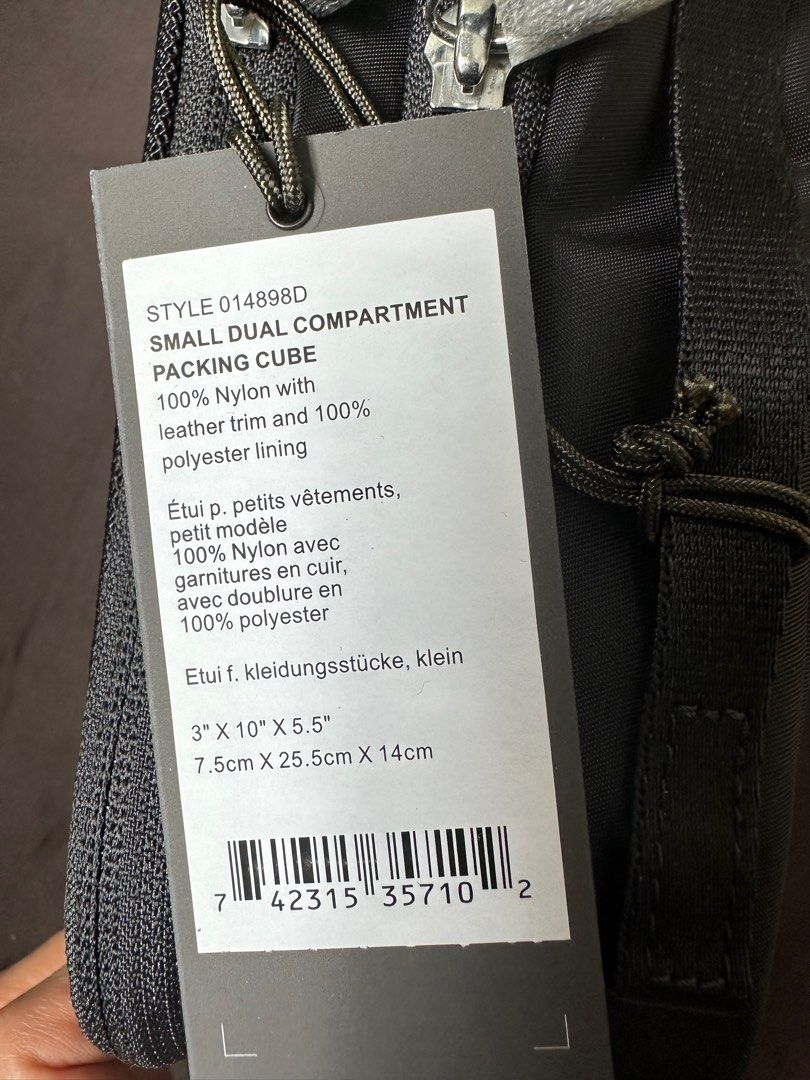 STYLE 014898D
SMALL DUAL COMPARTMENT
PACKING CUBE
100% Nylon with
leather trim and 100%
polyester lining
Étui p. petits vêtements,
petit modèle
100% Nylon avec
garnitures en cuir,
avec doublure en
100% polyester
Etui f. kleidungsstücke, klein
3" X 10" X 5.5"
7.5cm X 25.5cm X 14cm
7 42315 35710 2